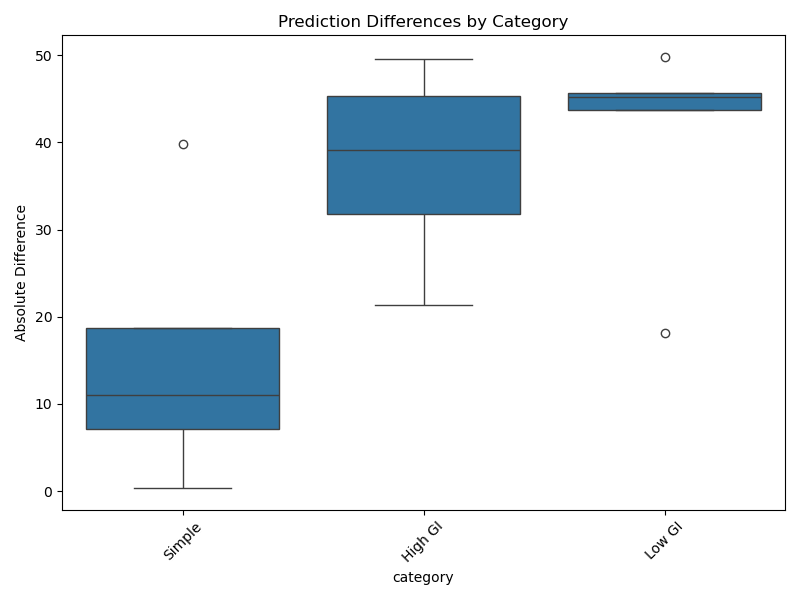 Prediction Differences by Category
Absolute Difference
50
40
30
20
10
0
Simple
High GI
Low GI
category